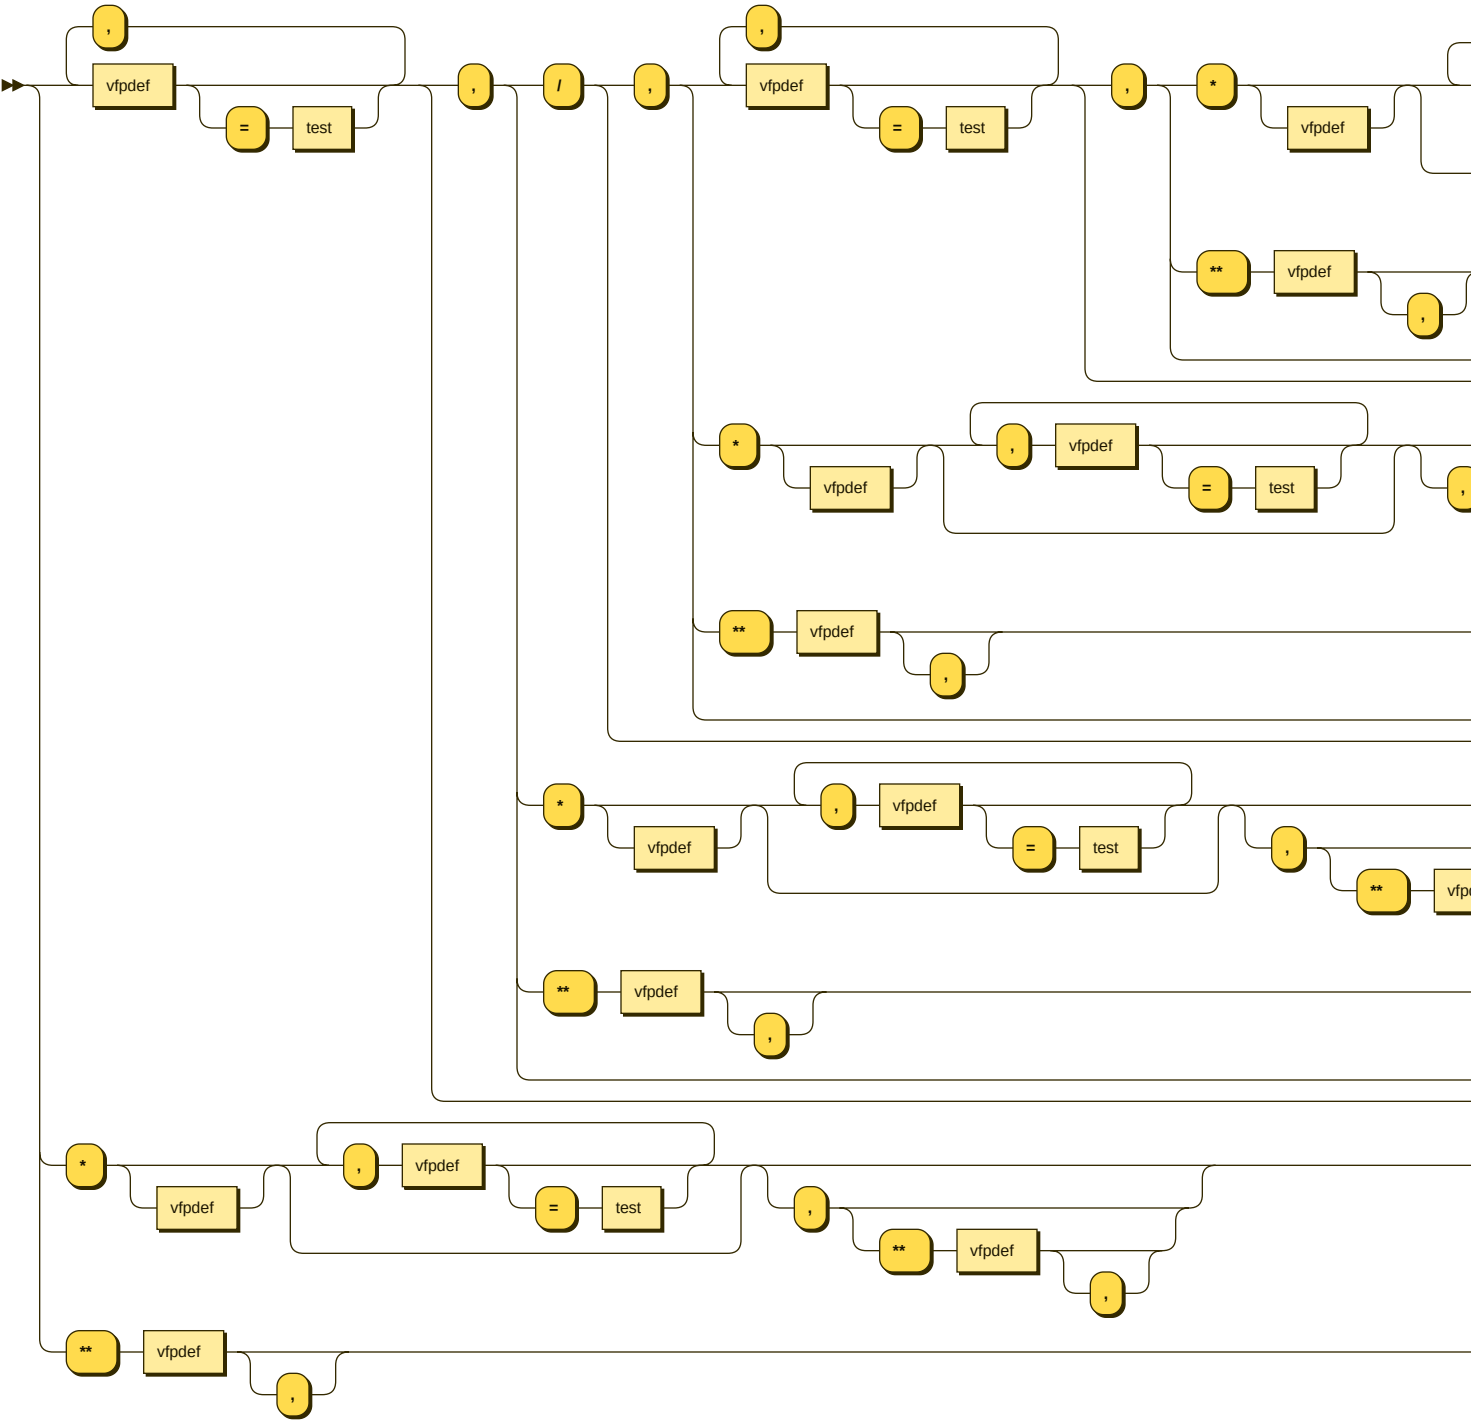 , ,
vfpdef , / , vfpdef , *
= test = test vfpdef
** vfpdef
,
* , vfpdef
vfpdef = test ,
** vfpdef
,
* , vfpdef
vfpdef = test ,
**
** vfpdef
,
* , vfpdef
vfpdef = test ,
** vfpdef
,
** vfpdef
,